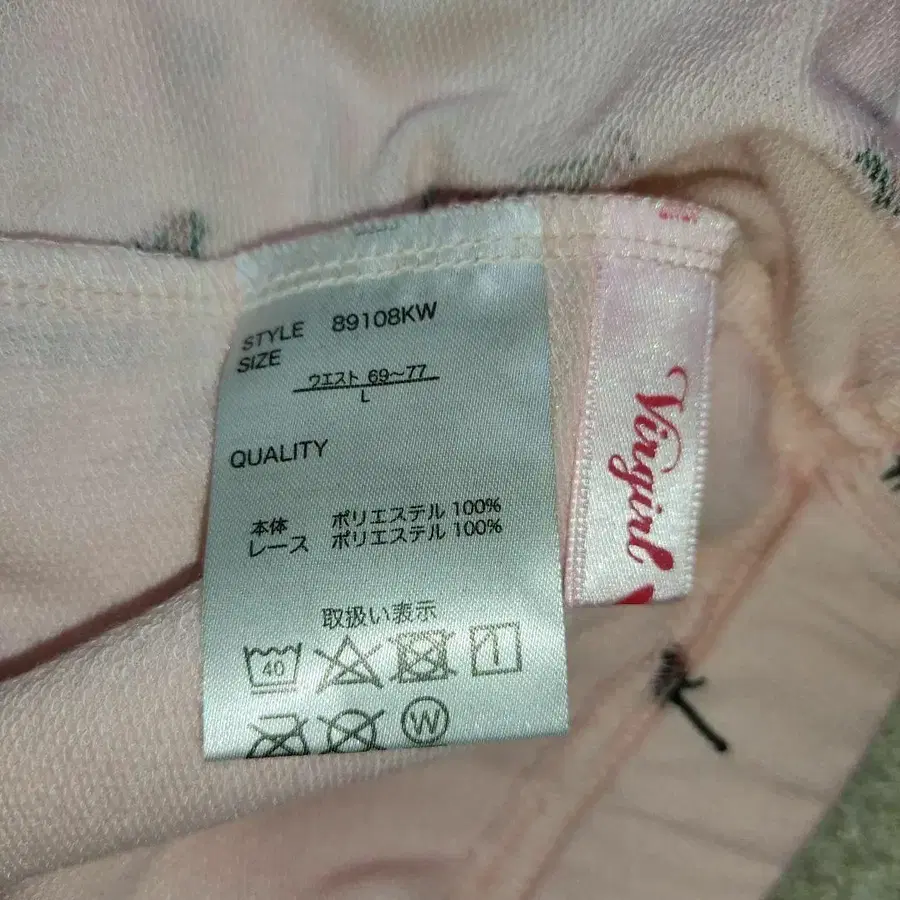 STYLE 89108KW
SIZE
ウエスト 69〜77
L
QUALITY
本体 ポリエステル 100%
レース ポリエステル 100%
取扱い表示
40
W
Virgirl